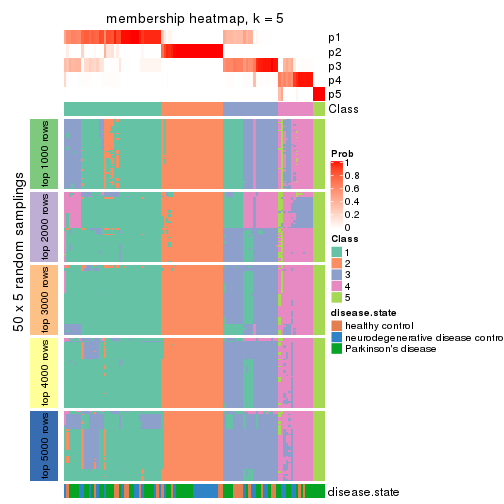 membership heatmap, k = 5
p1
p2
p3
p4
p5
Class
50 x 5 random samplings
top 1000 rows
top 2000 rows
top 3000 rows
top 4000 rows
top 5000 rows
Prob
1
0.8
0.6
0.4
0.2
0
Class
1
2
3
4
5
disease.state
healthy control
neurodegenerative disease contro
Parkinson's disease
disease.state